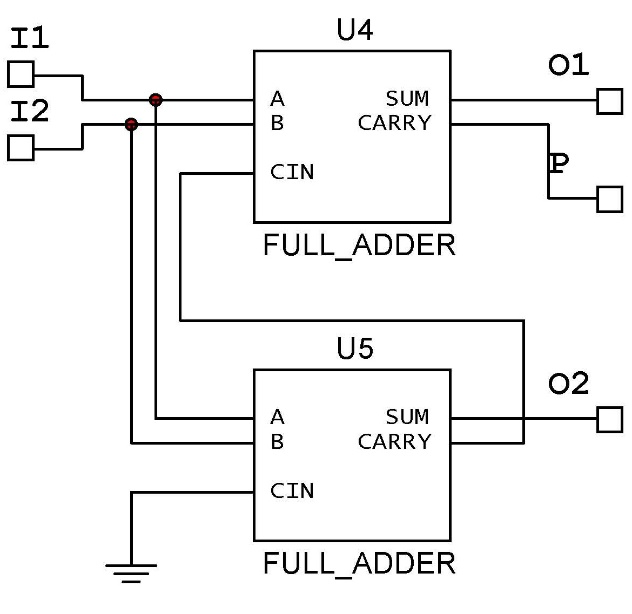 U4
I1
I2
A
B
CIN
SUM
CARRY
FULL_ADDER
O1
P
U5
A
B
CIN
SUM
CARRY
FULL_ADDER
O2